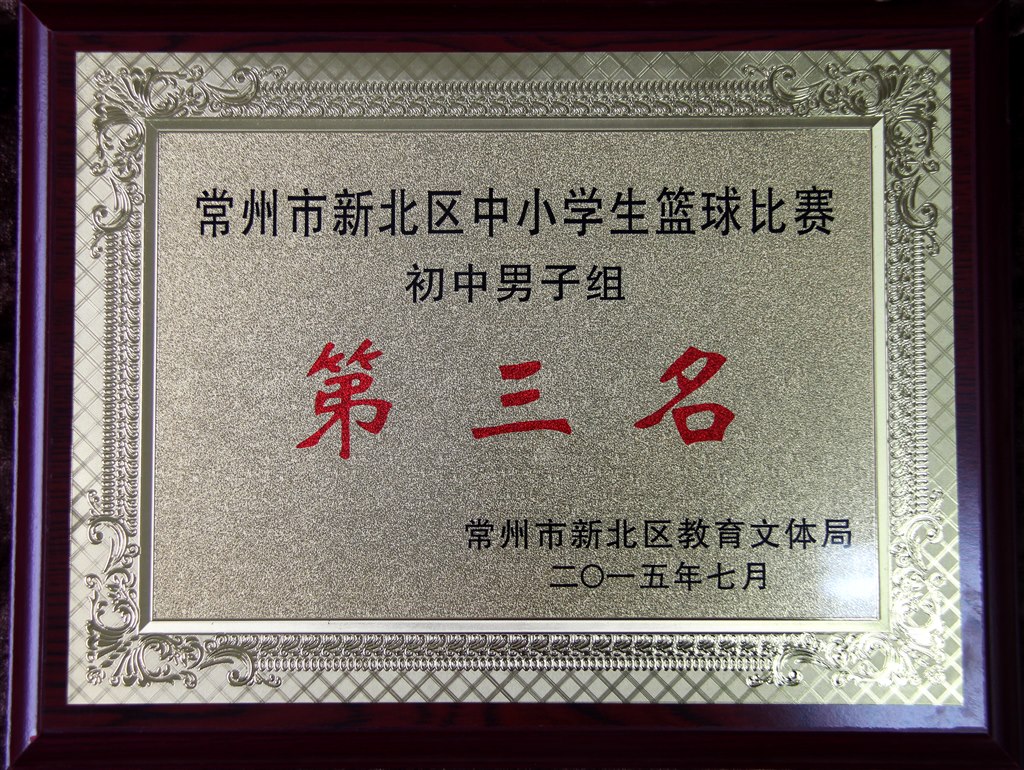 常州市新北区中小学生篮球比赛
初中男子组
第三名
常州市新北区教育文体局
二〇一五年七月